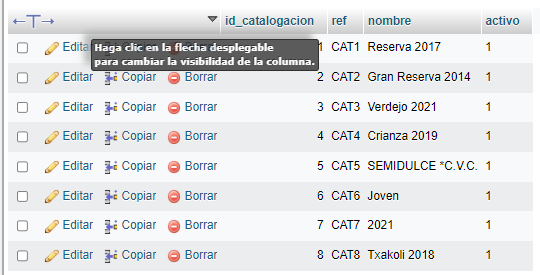 id_catalogacion ref nombre activo
Editar 1 CAT1 Reserva 2017 1
Haga clic en la flecha desplegable
para cambiar la visibilidad de la columna.
Editar Copiar Borrar 2 CAT2 Gran Reserva 2014 1
Editar Copiar Borrar 3 CAT3 Verdejo 2021 1
Editar Copiar Borrar 4 CAT4 Crianza 2019 1
Editar Copiar Borrar 5 CAT5 SEMIDULCE *C.V.C. 1
Editar Copiar Borrar 6 CAT6 Joven 1
Editar Copiar Borrar 7 CAT7 2021 1
Editar Copiar Borrar 8 CAT8 Txakoli 2018 1